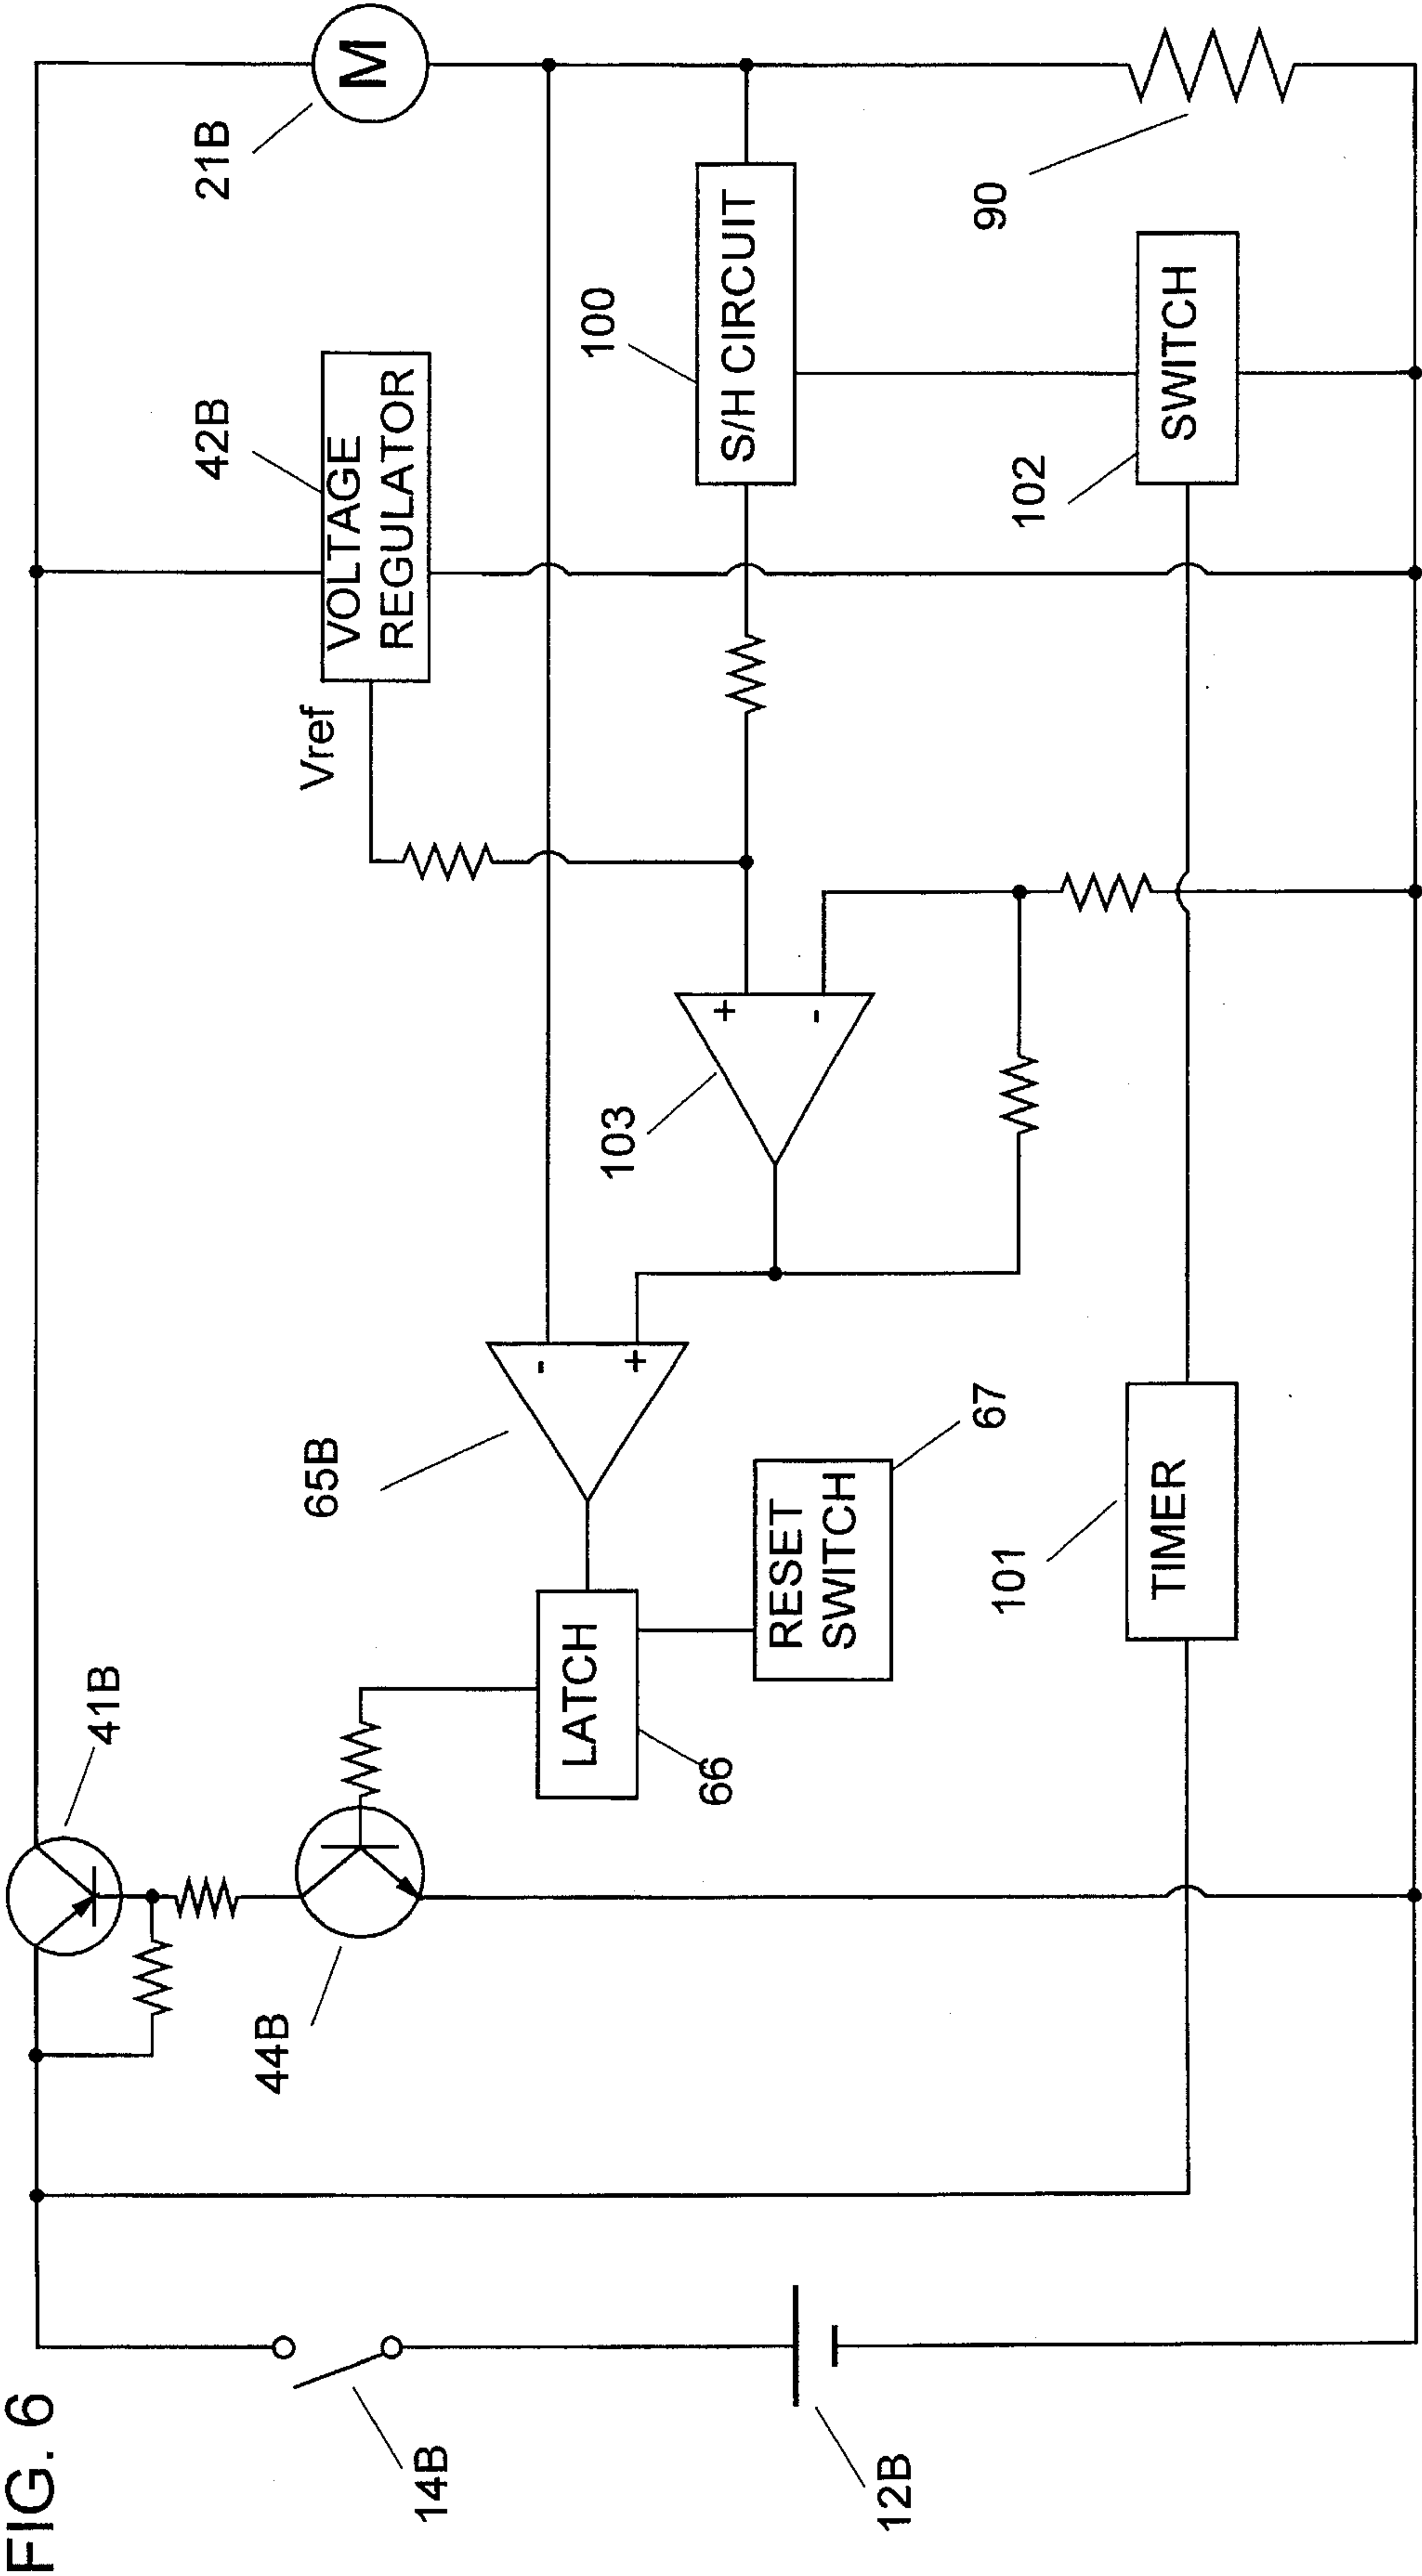 FIG. 6
14B
12B
41B
44B
LATCH
66
RESET
SWITCH
67
65B
-
+
TIMER
101
103
+
-
Vref
VOLTAGE
REGULATOR
42B
S/H CIRCUIT
100
SWITCH
102
M
21B
90